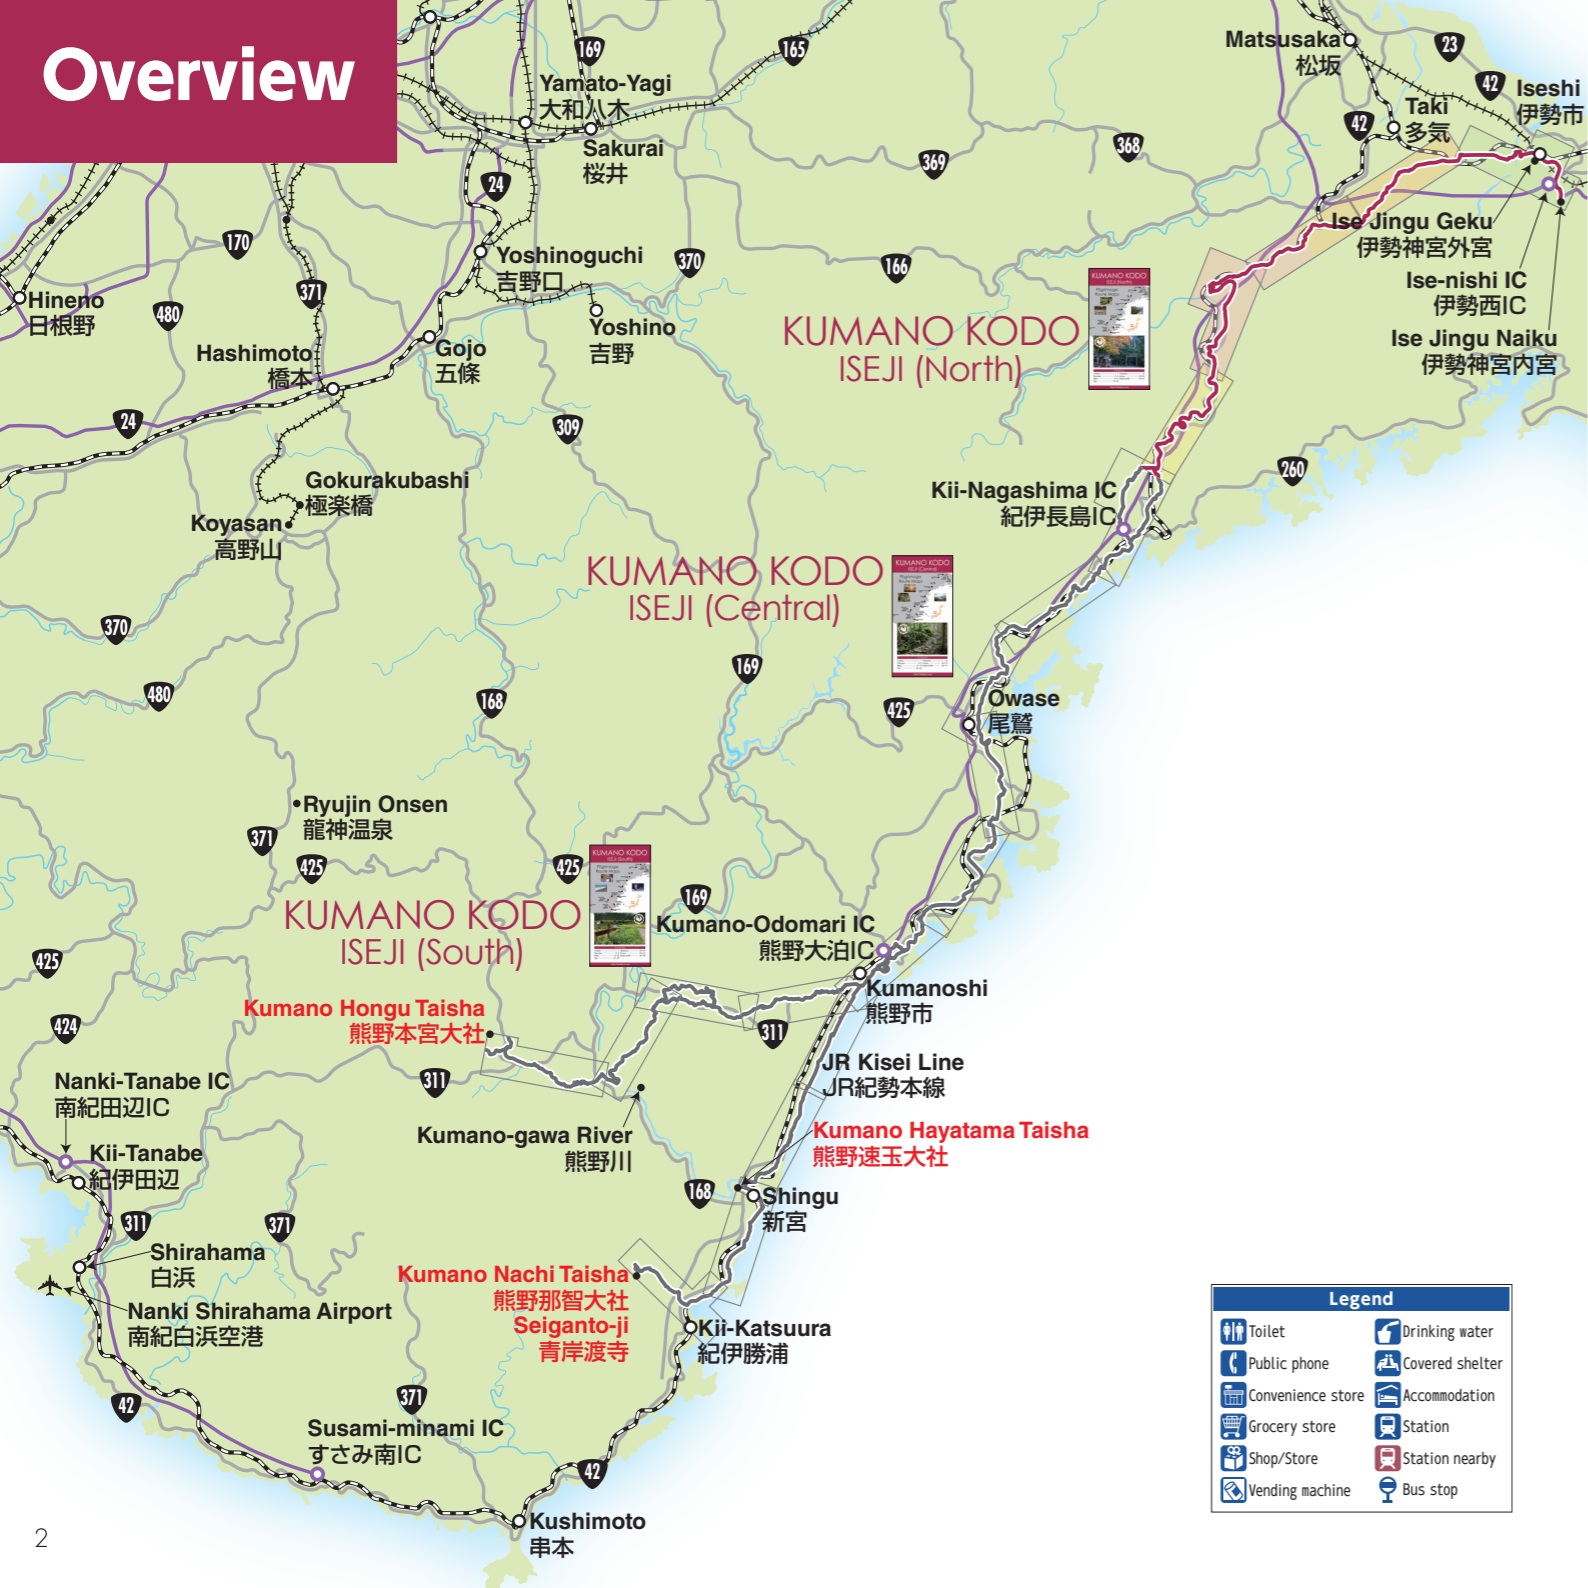 Overview
169
165
Matsusaka
松坂
23
42
Iseshi
伊勢市
Yamato-Yagi
大和八木
Taki
多気
42
Sakurai
桜井
369
368
24
170
Yoshinoguchi
吉野口
370
166
Ise Jingu Geku
伊勢神宮外宮
Ise-nishi IC
伊勢西IC
Ise Jingu Naiku
伊勢神宮内宮
Hineno
日根野
480
371
Yoshino
吉野
KUMANO KODO
ISEJI (North)
KUMANO KODO
ISEJI (North)
Hashimoto
橋本
Gojo
五條
24
309
260
Gokurakubashi
極楽橋
Koyasan
高野山
Kii-Nagashima IC
紀伊長島IC
KUMANO KODO
ISEJI (Central)
KUMANO KODO
ISEJI (Central)
370
169
480
168
425
Owase
尾鷲
Ryujin Onsen
龍神温泉
371
425
425
KUMANO KODO
ISEJI (South)
KUMANO KODO
ISEJI (South)
169
Kumano-Odomari IC
熊野大泊IC
425
Kumanoshi
熊野市
Kumano Hongu Taisha
熊野本宮大社
424
311
JR Kisei Line
JR紀勢本線
311
Nanki-Tanabe IC
南紀田辺IC
Kumano-gawa River
熊野川
Kumano Hayatama Taisha
熊野速玉大社
Kii-Tanabe
紀伊田辺
168
Shingu
新宮
311
371
Shirahama
白浜
Kumano Nachi Taisha
熊野那智大社
Seiganto-ji
青岸渡寺
Nanki Shirahama Airport
南紀白浜空港
Kii-Katsuura
紀伊勝浦
42
371
Susami-minami IC
すさみ南IC
42
Kushimoto
串本
Legend
Toilet
Drinking water
Public phone
Covered shelter
Convenience store
Accommodation
Grocery store
Station
Shop/Store
Station nearby
Vending machine
Bus stop
2